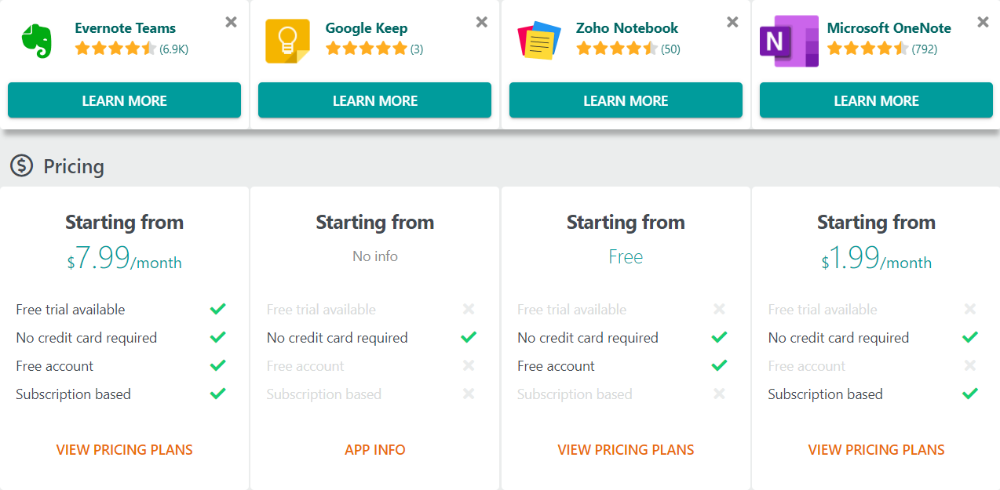 Evernote Teams
(6.9K)
LEARN MORE
Google Keep
(3)
LEARN MORE
Zoho Notebook
(50)
LEARN MORE
N
Microsoft OneNote
(792)
LEARN MORE
$ Pricing
Starting from
$7.99/month
Free trial available
No credit card required
Free account
Subscription based
VIEW PRICING PLANS
Starting from
No info
Free trial available
No credit card required
Free account
Subscription based
APP INFO
Starting from
Free
Free trial available
No credit card required
Free account
Subscription based
VIEW PRICING PLANS
Starting from
$1.99/month
Free trial available
No credit card required
Free account
Subscription based
VIEW PRICING PLANS